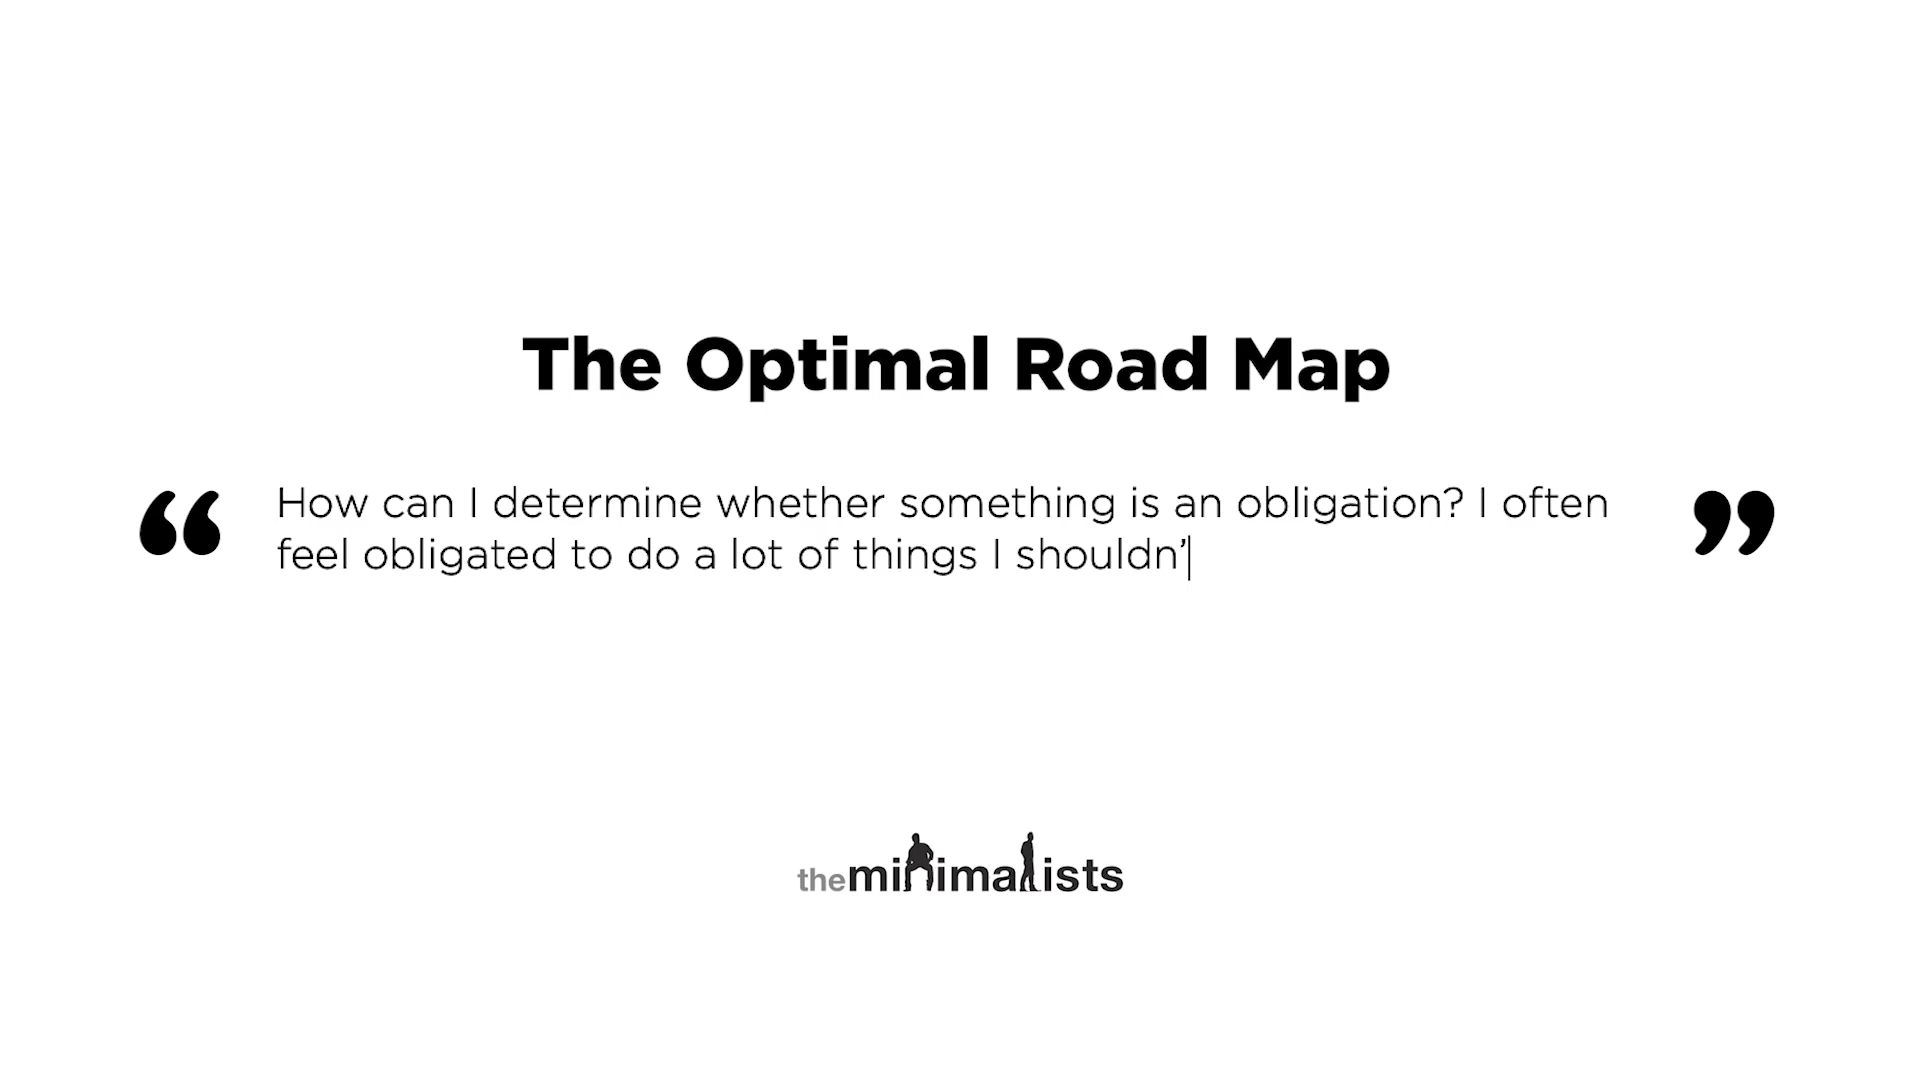 The Optimal Road Map
“ How can I determine whether something is an obligation? I often ”
feel obligated to do a lot of things I shouldn’
theminimalists